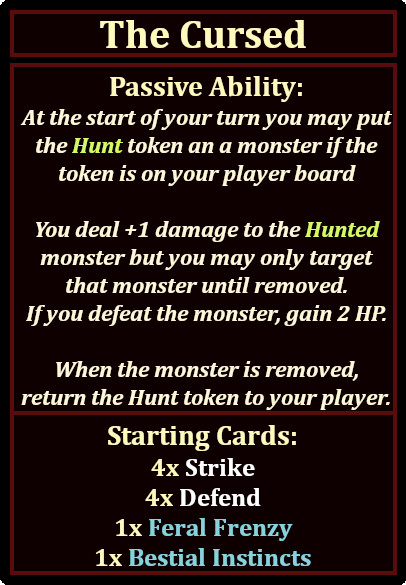 The Cursed
Passive Ability:
At the start of your turn you may put
the Hunt token an a monster if the
token is on your player board
You deal +1 damage to the Hunted
monster but you may only target
that monster until removed.
If you defeat the monster, gain 2 HP.
When the monster is removed,
return the Hunt token to your player.
Starting Cards:
4x Strike
4x Defend
1x Feral Frenzy
1x Bestial Instincts